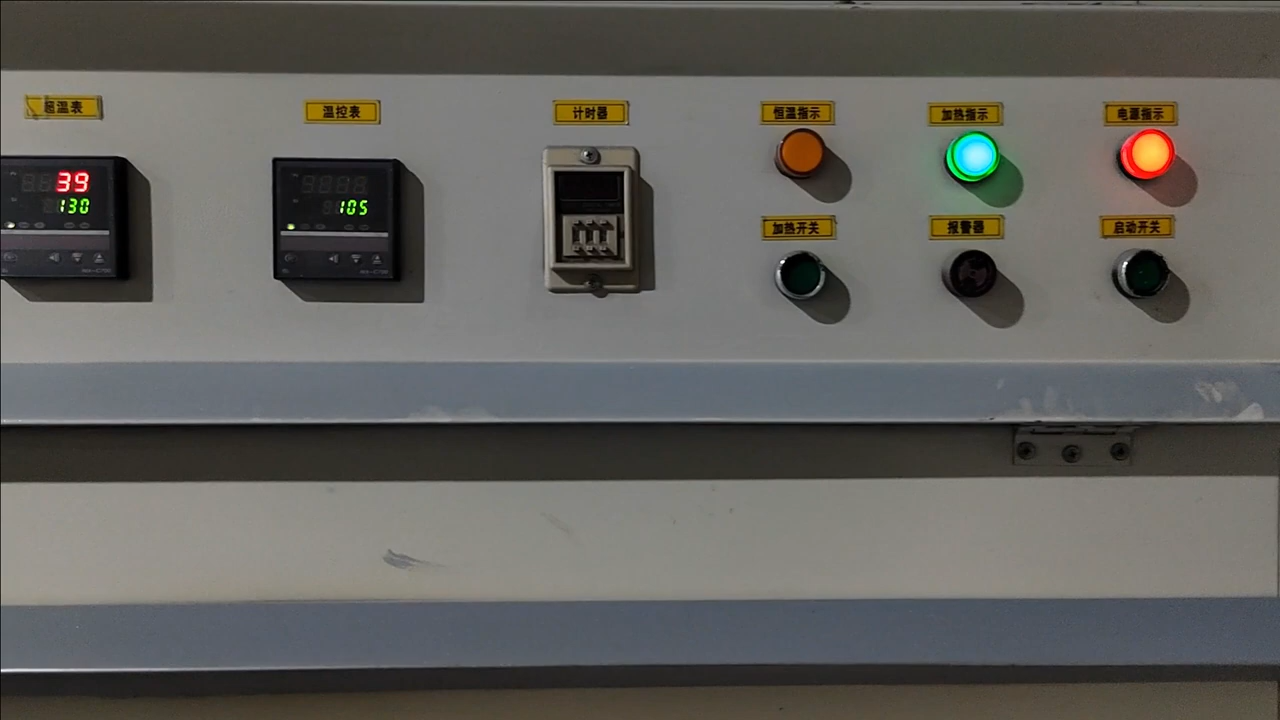 超温表
温控表
计时器
恒温指示
加热指示
电源指示
39
130
105
加热开关
报警器
启动开关